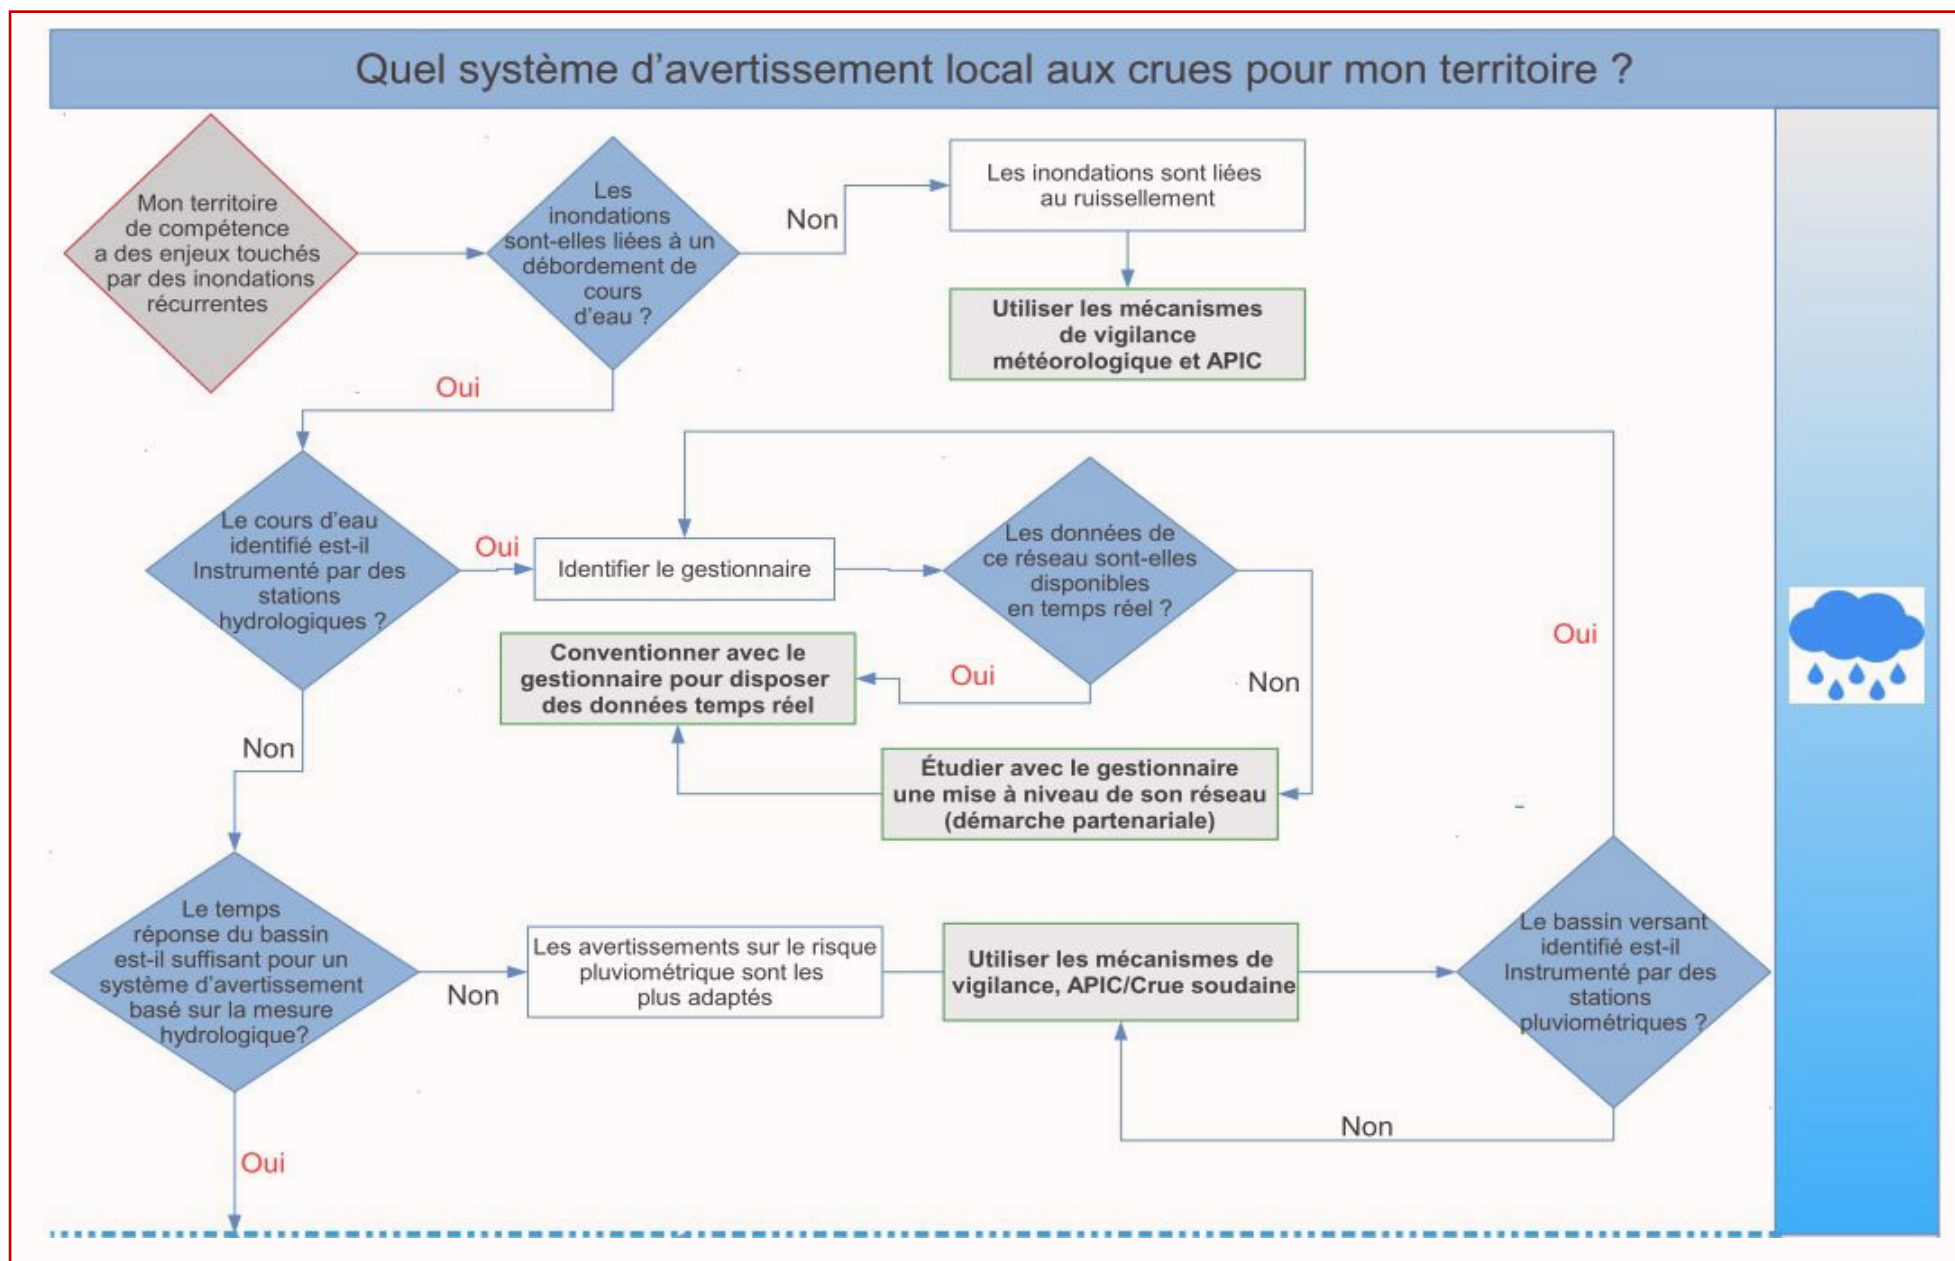 Quel système d'avertissement local aux crues pour mon territoire ?
Mon territoire
de compétence
a des enjeux touchés
par des inondations
récurrentes
Les
inondations
sont-elles liées à un
débordement de
cours
d'eau ?
Non
Les inondations sont liées
au ruissellement
Utiliser les mécanismes
de vigilance
météorologique et APIC
Oui
Le cours d'eau
identifié est-il
Instrumenté par des
stations
hydrologiques ?
Oui
Identifier le gestionnaire
Les données de
ce réseau sont-elles
disponibles
en temps réel ?
Oui
Conventionner avec le
gestionnaire pour disposer
des données temps réel
Non
Étudier avec le gestionnaire
une mise à niveau de son réseau
(démarche partenariale)
Oui
Non
Le temps
réponse du bassin
est-il suffisant pour un
système d'avertissement
basé sur la mesure
hydrologique?
Non
Les avertissements sur le risque
pluviométrique sont les
plus adaptés
Utiliser les mécanismes de
vigilance, APIC/Crue soudaine
Le bassin versant
identifié est-il
Instrumenté par des
stations
pluviométriques ?
Non
Oui